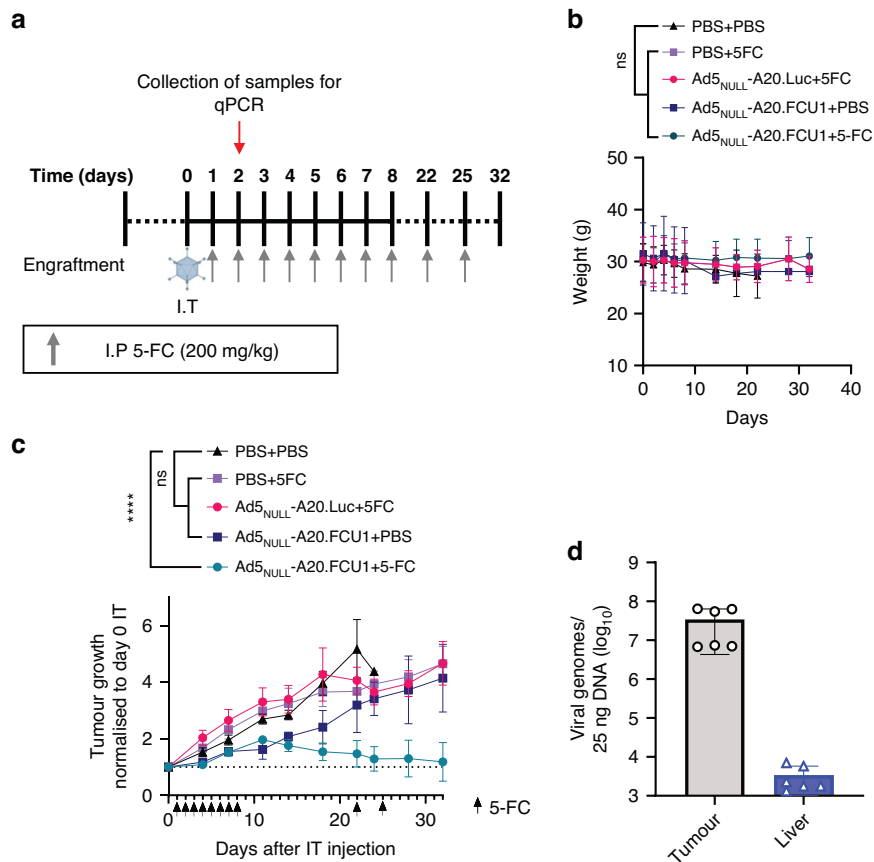 a
Collection of samples for
qPCR
Time (days) 0 1 2 3 4 5 6 7 8 22 25 32
Engraftment
I.T
I.P 5-FC (200 mg/kg)
b
ns
PBS+PBS
PBS+5FC
Ad5NULL-A20.Luc+5FC
Ad5NULL-A20.FCU1+PBS
Ad5NULL-A20.FCU1+5-FC
Weight (g)
50
40
30
20
10
0 10 20 30 40
Days
c
****
ns
PBS+PBS
PBS+5FC
Ad5NULL-A20.Luc+5FC
Ad5NULL-A20.FCU1+PBS
Ad5NULL-A20.FCU1+5-FC
Tumour growth
normalised to day 0 IT
6
4
2
0
0 10 20 30
5-FC
Days after IT injection
d
Viral genomes/
25 ng DNA (log10)
9
8
7
6
5
4
3
Tumour
Liver